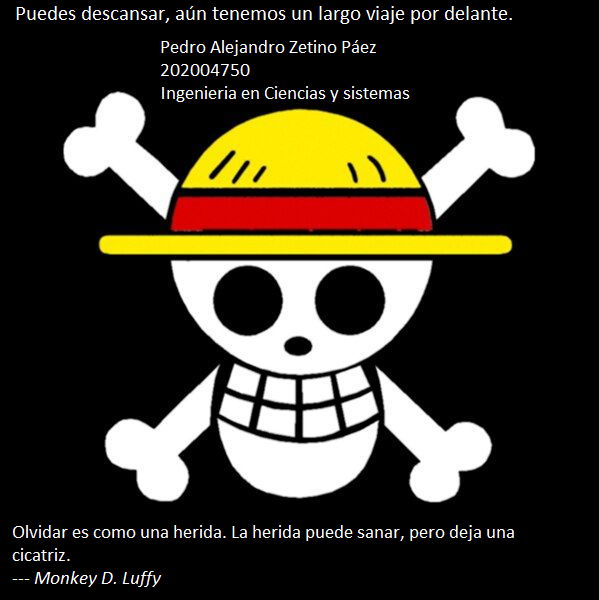 Puedes descansar, aún tenemos un largo viaje por delante.
Pedro Alejandro Zetino Páez
202004750
Ingenieria en Ciencias y sistemas
Olvidar es como una herida. La herida puede sanar, pero deja una
cicatriz.
--- Monkey D. Luffy